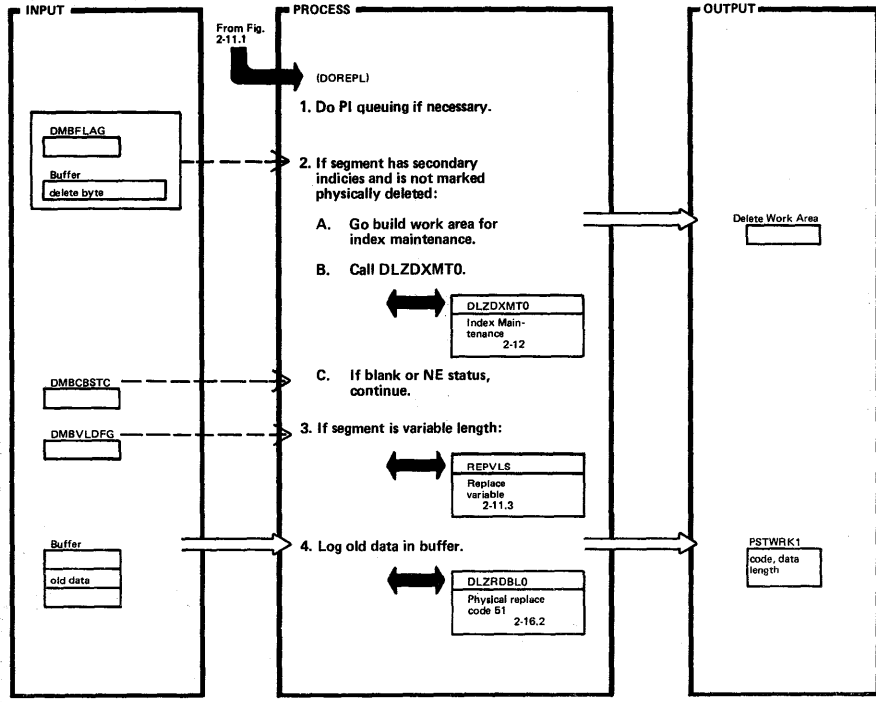 INPUT
PROCESS
OUTPUT
From Fig.
2-11.1
(DOREPL)
1. Do PI queuing if necessary.
DMBFLAG
Buffer
delete byte
2. If segment has secondary
indicies and is not marked
physically deleted:
A. Go build work area for
index maintenance.
Delete Work Area
B. Call DLZDXMT0.
DLZDXMT0
Index Main-
tenance
2-12
DMBCBSTC
C. If blank or NE status,
continue.
DMBVLDFG
3. If segment is variable length:
REPVLS
Replace
variable
2-11.3
Buffer
old data
4. Log old data in buffer.
PSTWRK1
code, data
length
DLZRDBL0
Physical replace
code 51
2-16.2